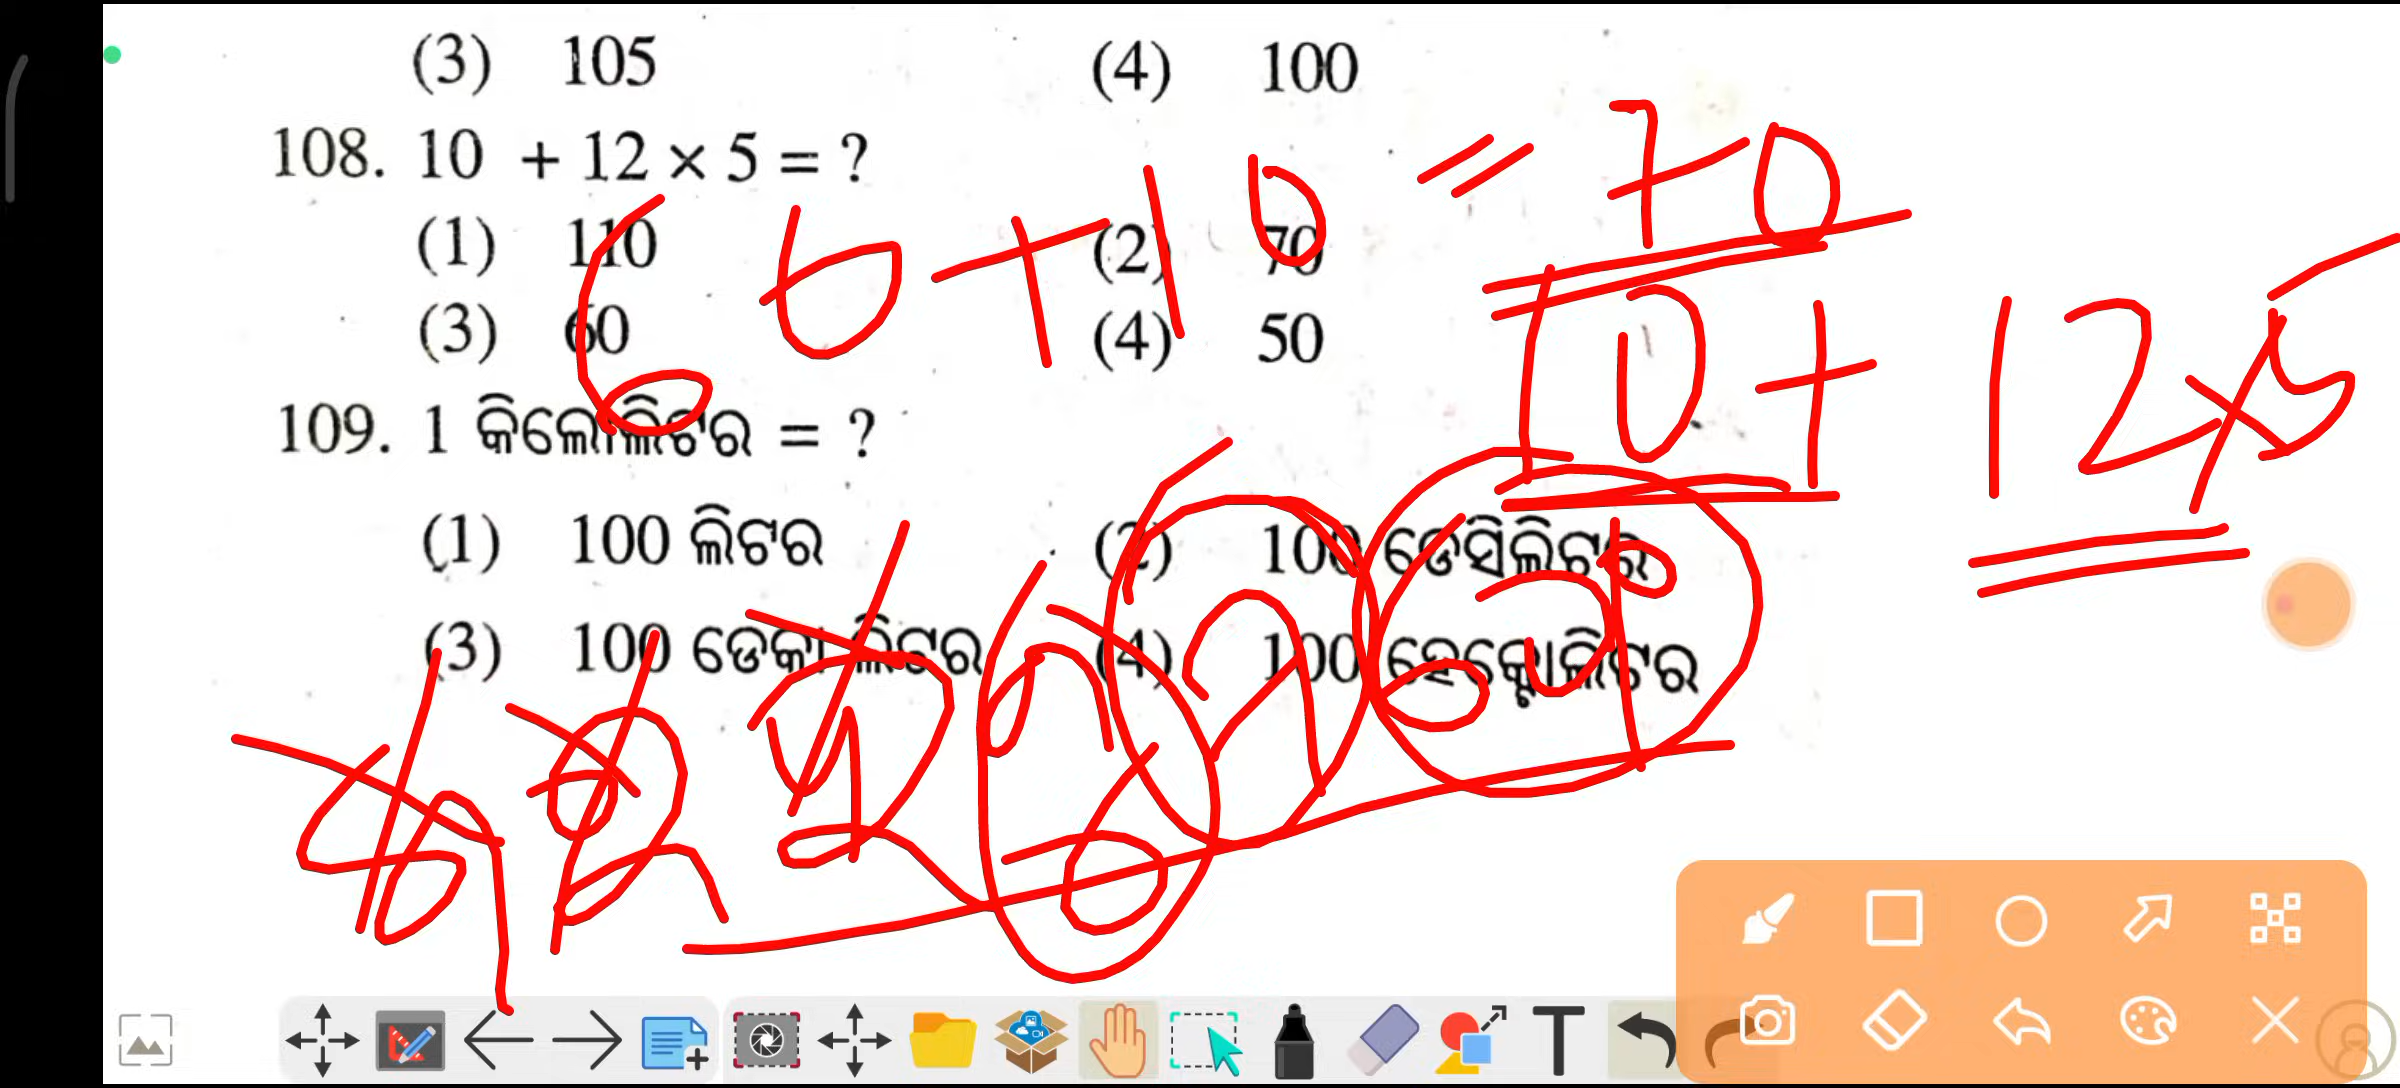 (3) 105 (4) 100
108. 10 + 12 × 5 = ?
= 70
(1) 110 (2) 70
60 + 10
(3) 60 (4) 50
10 + 12 × 5
109. 1 କିଲୋଲିଟର = ?
(1) 100 ଲିଟର (2) 100 ଡେସିଲିଟର
(3) 100 ଡେକା ଲିଟର (4) 100 ହେକ୍ଟୋଲିଟର